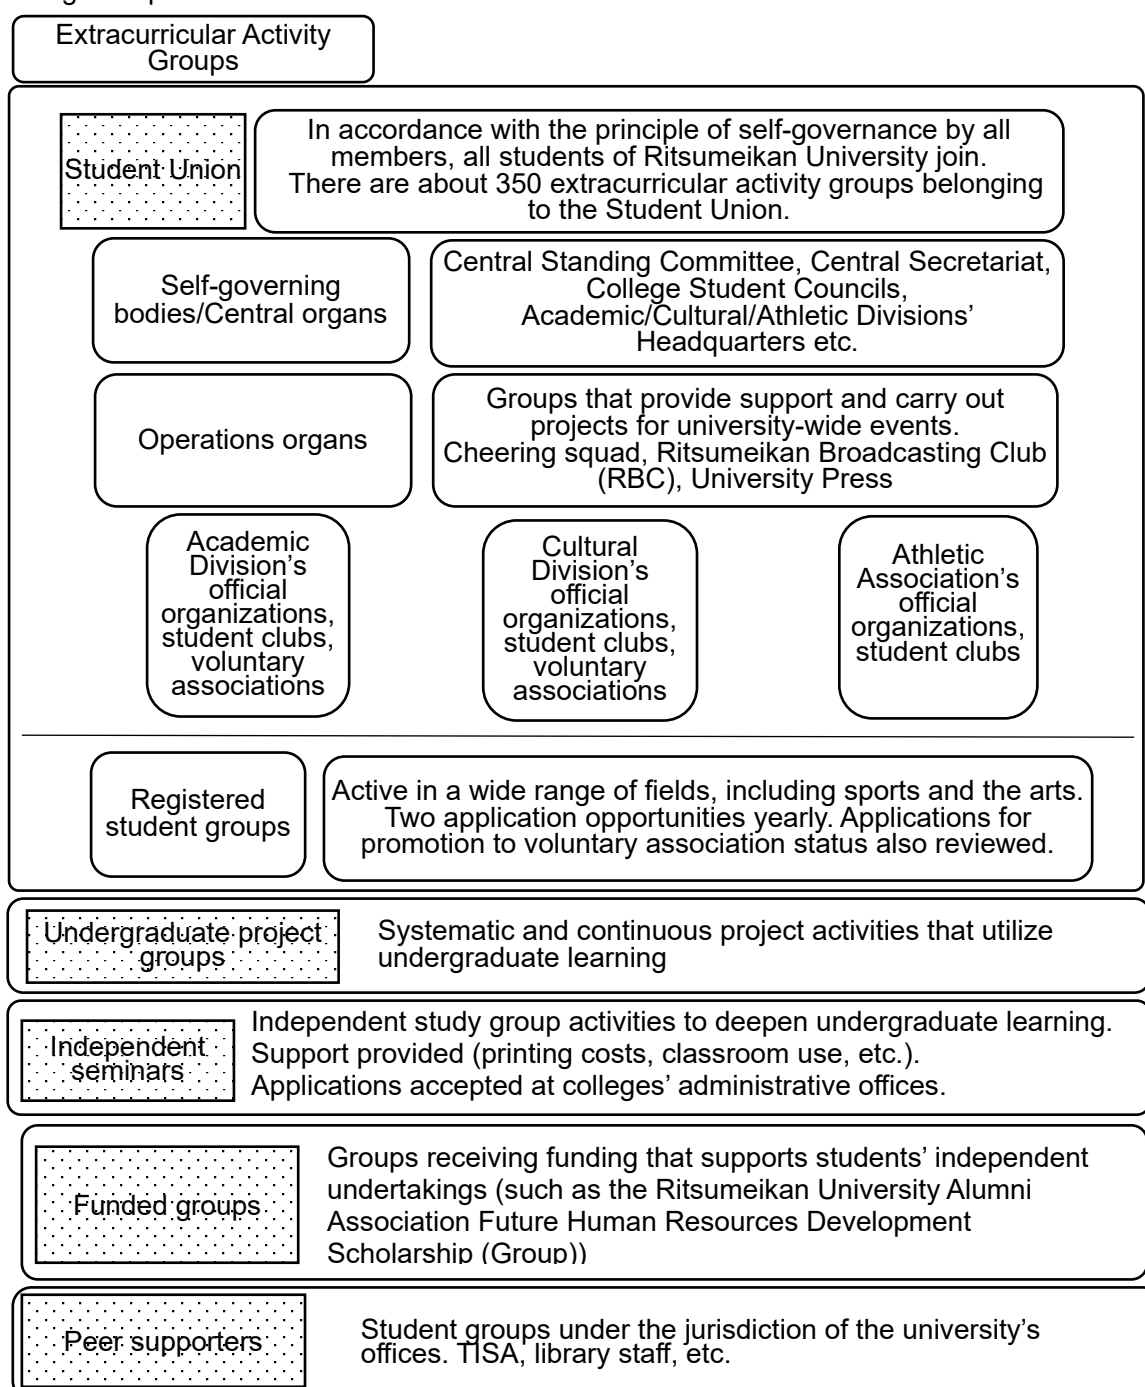 Extracurricular Activity
Groups
Student Union
In accordance with the principle of self-governance by all
members, all students of Ritsumeikan University join.
There are about 350 extracurricular activity groups belonging
to the Student Union.
Self-governing
bodies/Central organs
Central Standing Committee, Central Secretariat,
College Student Councils,
Academic/Cultural/Athletic Divisions’
Headquarters etc.
Operations organs
Groups that provide support and carry out
projects for university-wide events.
Cheering squad, Ritsumeikan Broadcasting Club
(RBC), University Press
Academic
Division’s
official
organizations,
student clubs,
voluntary
associations
Cultural
Division’s
official
organizations,
student clubs,
voluntary
associations
Athletic
Association’s
official
organizations,
student clubs
Registered
student groups
Active in a wide range of fields, including sports and the arts.
Two application opportunities yearly. Applications for
promotion to voluntary association status also reviewed.
Undergraduate project
groups
Systematic and continuous project activities that utilize
undergraduate learning
Independent
seminars
Independent study group activities to deepen undergraduate learning.
Support provided (printing costs, classroom use, etc.).
Applications accepted at colleges’ administrative offices.
Funded groups
Groups receiving funding that supports students’ independent
undertakings (such as the Ritsumeikan University Alumni
Association Future Human Resources Development
Scholarship (Group))
Peer supporters
Student groups under the jurisdiction of the university’s
offices. TISA, library staff, etc.